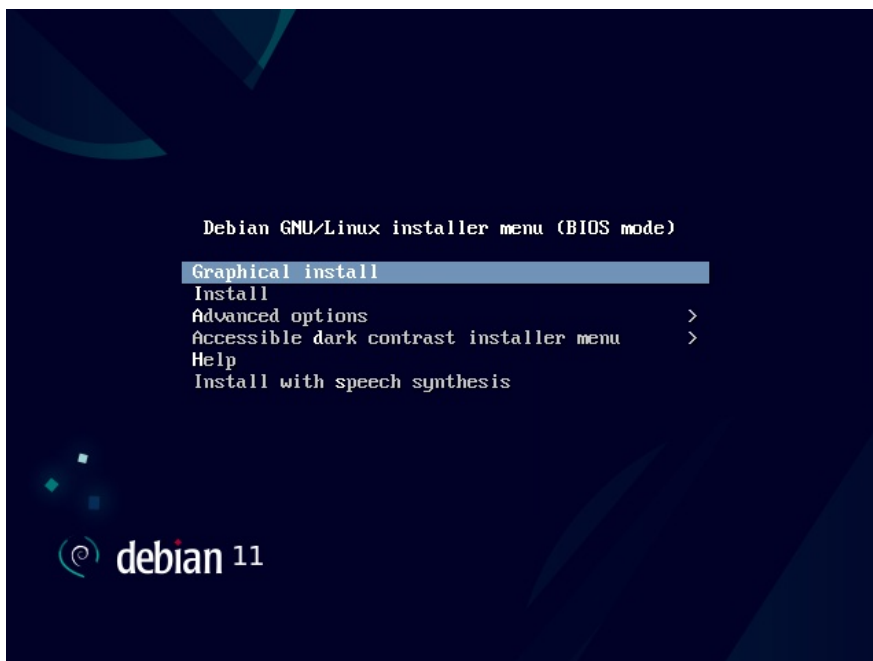 Debian GNU/Linux installer menu (BIOS mode)
Graphical install
Install
Advanced options >
Accessible dark contrast installer menu >
Help
Install with speech synthesis
debian 11